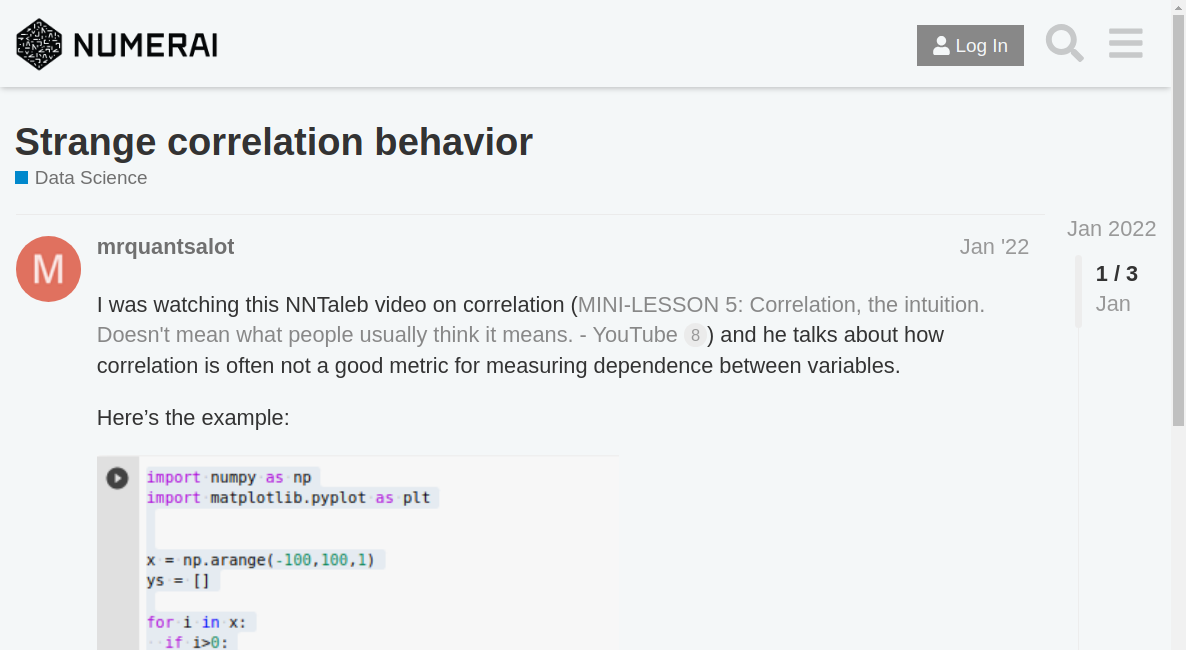 NUMERAI
Log In
Strange correlation behavior
Data Science
Jan 2022
M
mrquantsalot
Jan '22
1 / 3
Jan
I was watching this NNTaleb video on correlation (MINI-LESSON 5: Correlation, the intuition.
Doesn't mean what people usually think it means. - YouTube 8) and he talks about how
correlation is often not a good metric for measuring dependence between variables.
Here’s the example:
import numpy as np
import matplotlib.pyplot as plt
x = np.arange(-100,100,1)
ys = []
for i in x:
if i>0: